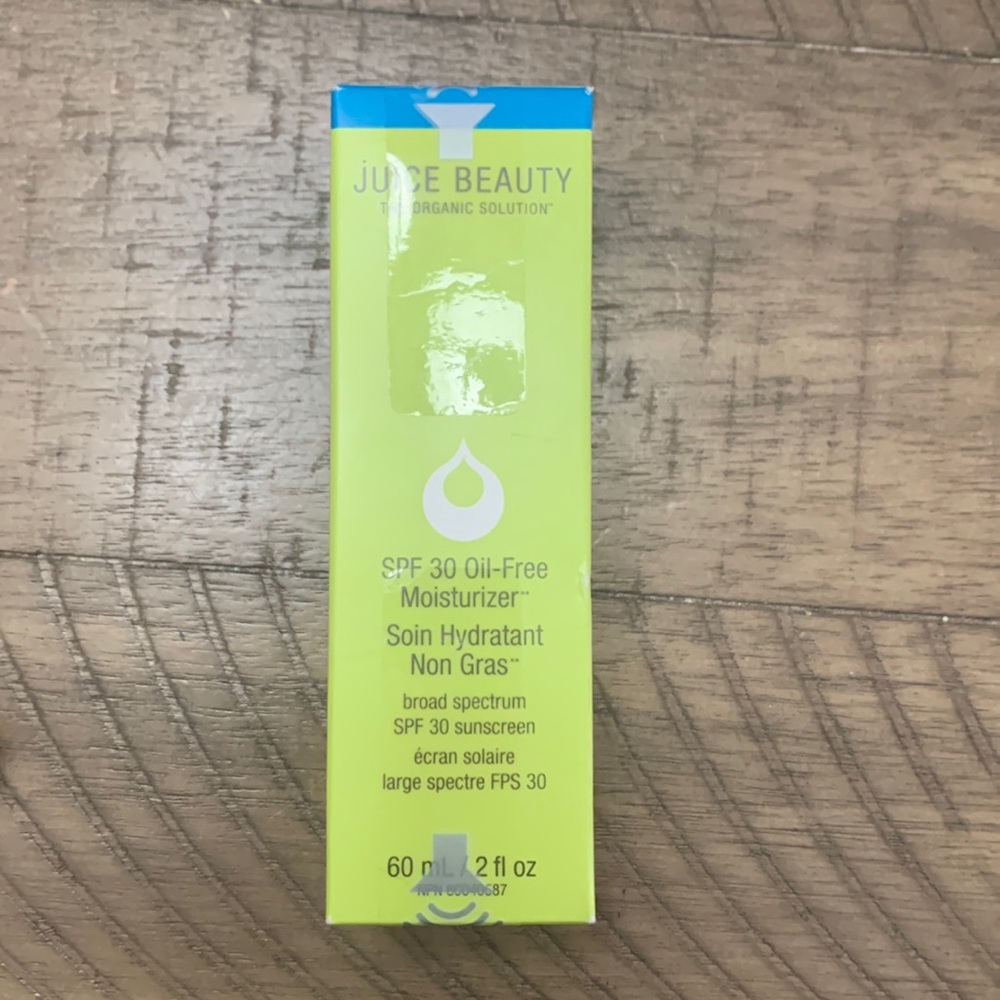 JUICE BEAUTY
THE ORGANIC SOLUTION™
SPF 30 Oil-Free
Moisturizer**
Soin Hydratant
Non Gras**
broad spectrum
SPF 30 sunscreen
écran solaire
large spectre FPS 30
60 mL / 2 fl oz
NPN